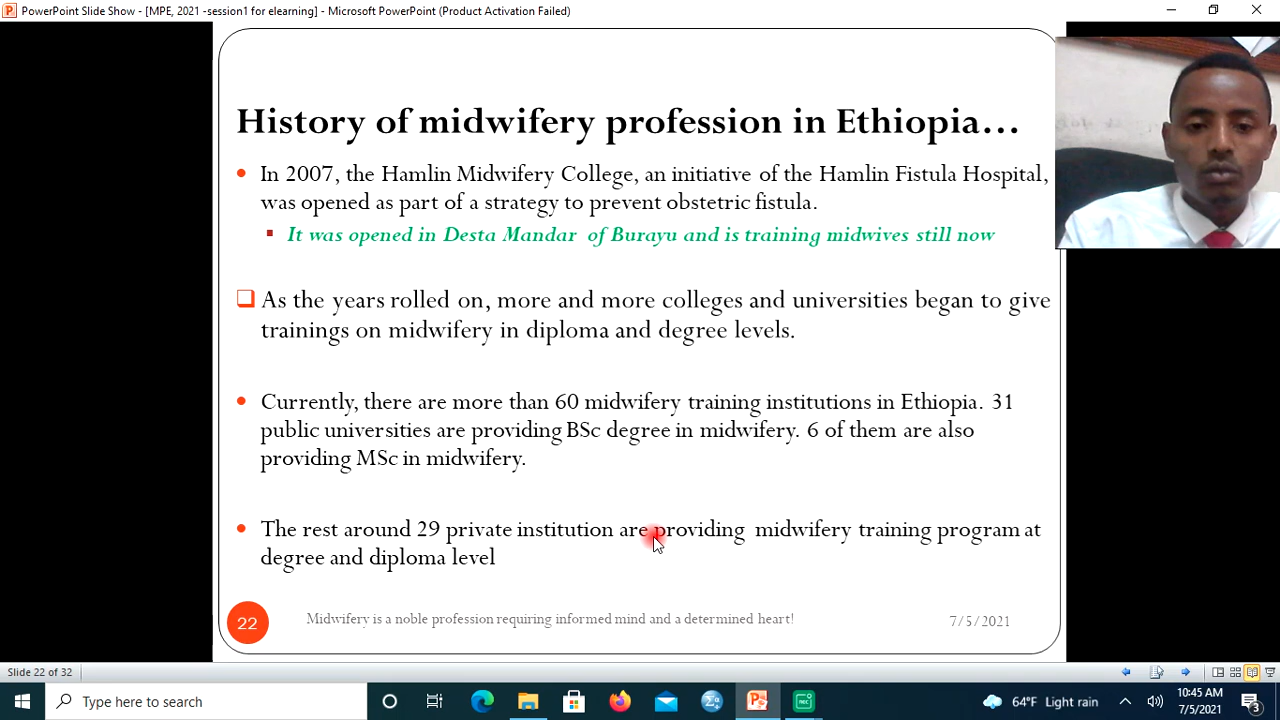 PowerPoint Slide Show - [MPE, 2021 -session1 for elearning] - Microsoft PowerPoint (Product Activation Failed)
History of midwifery profession in Ethiopia…
In 2007, the Hamlin Midwifery College, an initiative of the Hamlin Fistula Hospital,
was opened as part of a strategy to prevent obstetric fistula.
It was opened in Desta Mandar of Burayu and is training midwives still now
As the years rolled on, more and more colleges and universities began to give
trainings on midwifery in diploma and degree levels.
Currently, there are more than 60 midwifery training institutions in Ethiopia. 31
public universities are providing BSc degree in midwifery. 6 of them are also
providing MSc in midwifery.
The rest around 29 private institution are providing midwifery training program at
degree and diploma level
22
Midwifery is a noble profession requiring informed mind and a determined heart!
7/5/2021
Slide 22 of 32
Type here to search
64°F Light rain
10:45 AM
7/5/2021
3